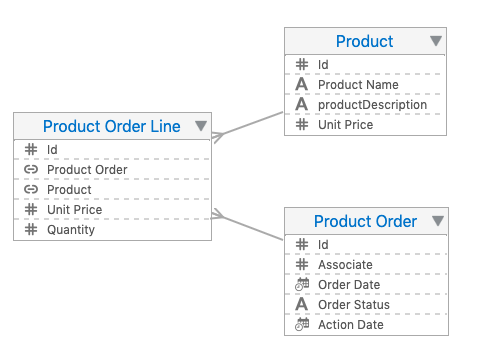 Product
Id
Product Name
productDescription
Unit Price
Product Order Line
Id
Product Order
Product
Unit Price
Quantity
Product Order
Id
Associate
Order Date
Order Status
Action Date